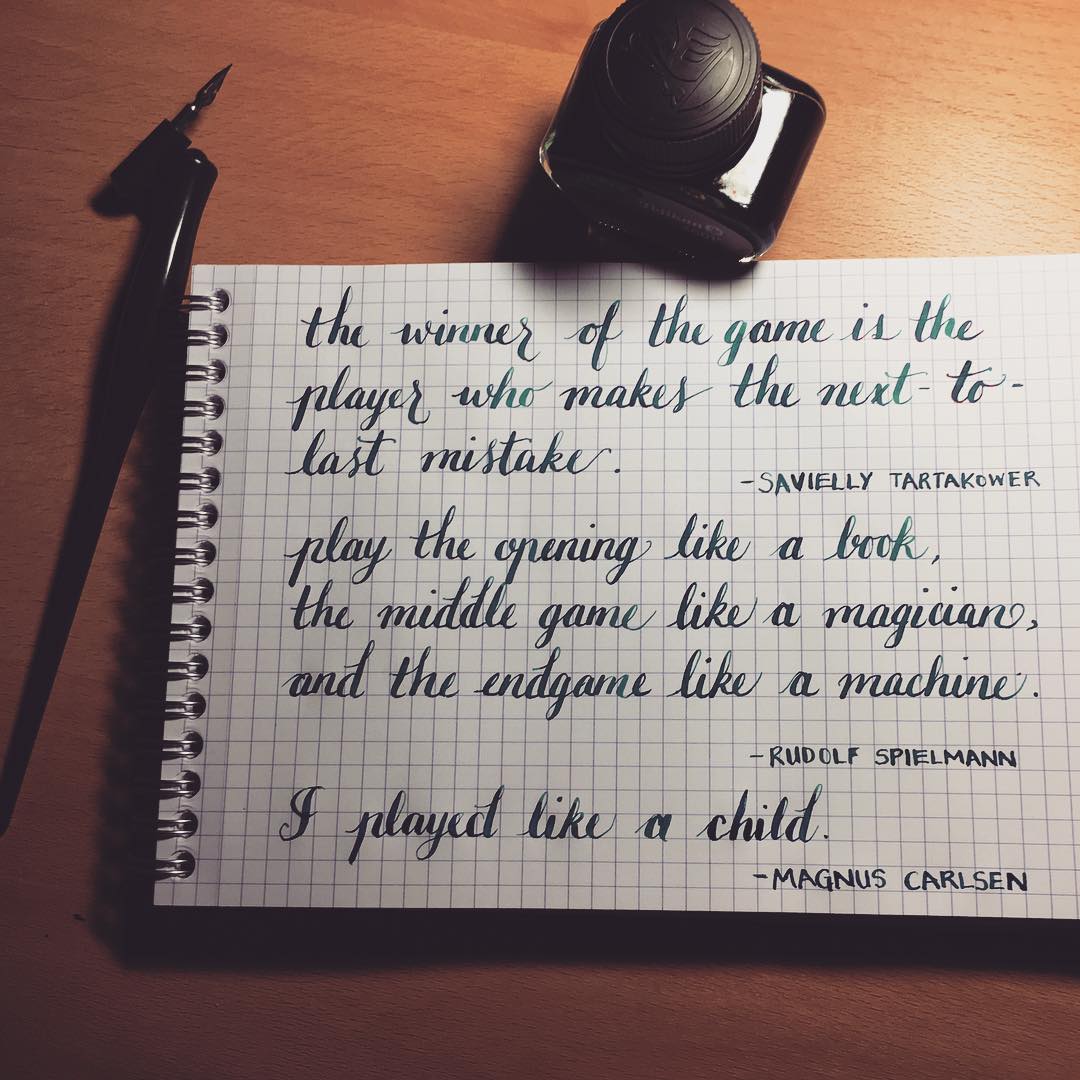 the winner of the game is the
player who makes the next-to-
last mistake.
-SAVIELLY TARTAKOWER
play the opening like a book,
the middle game like a magician,
and the endgame like a machine.
-RUDOLF SPIELMANN
I played like a child.
-MAGNUS CARLSEN